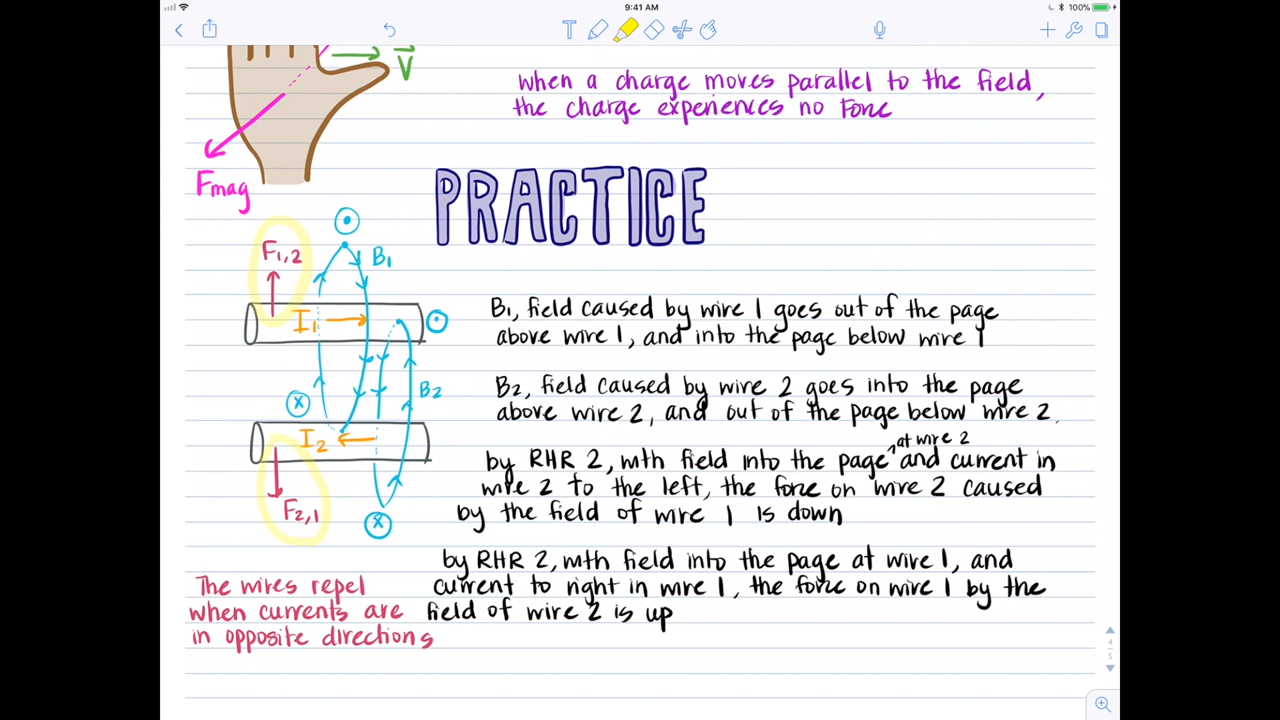 9:41 AM
100%
T
V
when a charge moves parallel to the field,
the charge experiences no Force
Fmag
PRACTICE
F1,2
B1
I1
B1, field caused by wire 1 goes out of the page
above wire 1, and into the page below wire 1
B2
x
B2, field caused by wire 2 goes into the page
above wire 2, and out of the page below wire 2.
I2
at wire 2
by RHR 2, with field into the page ^ and current in
wire 2 to the left, the force on wire 2 caused
by the field of wire 1 is down
F2,1
x
by RHR 2, with field into the page at wire 1, and
current to right in wire 1, the force on wire 1 by the
field of wire 2 is up
The wires repel
when currents are
in opposite directions
4
5